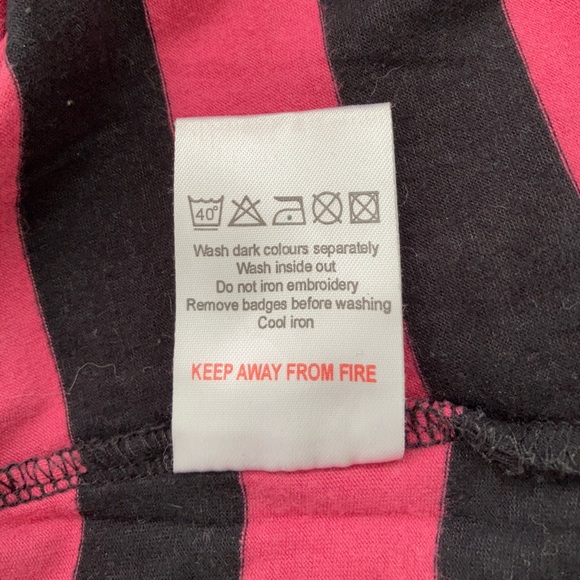 40°
Wash dark colours separately
Wash inside out
Do not iron embroidery
Remove badges before washing
Cool iron
KEEP AWAY FROM FIRE